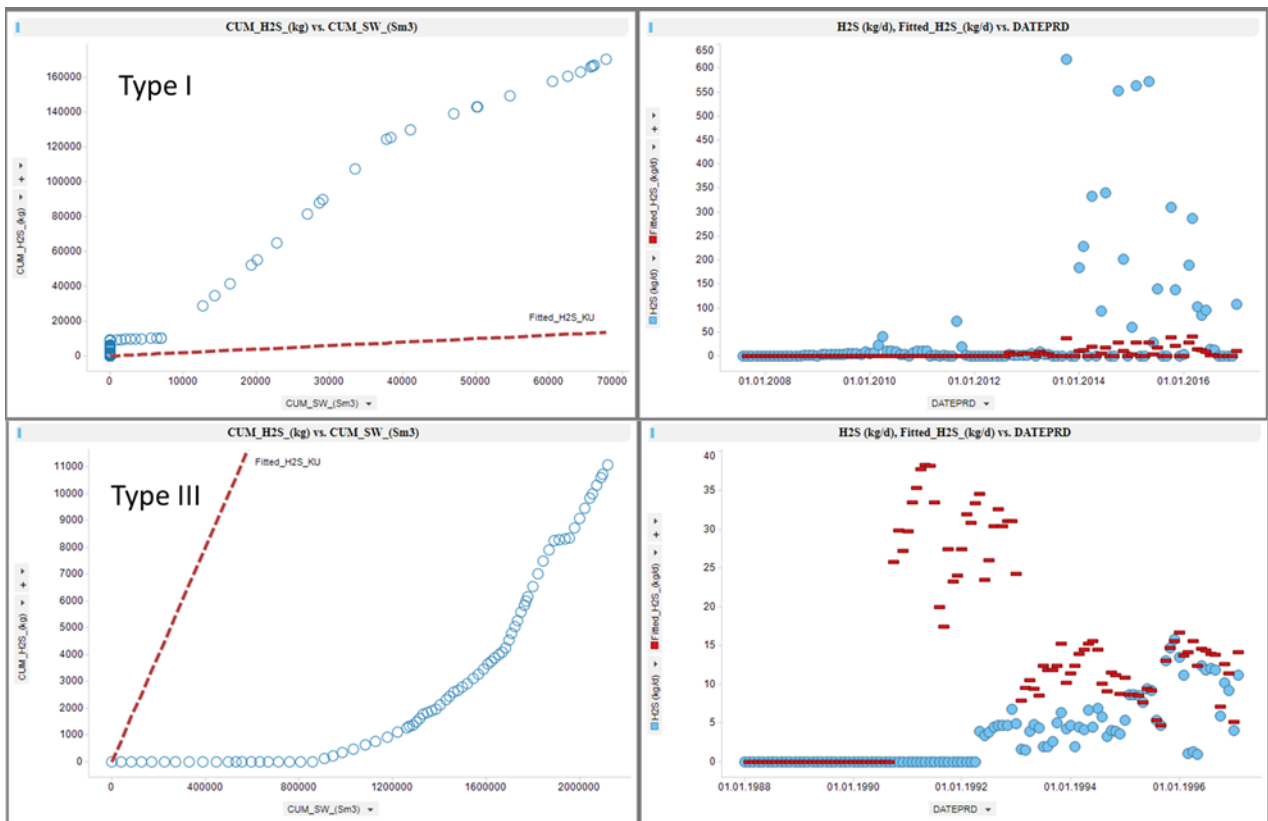 CUM_H2S_(kg) vs. CUM_SW_(Sm3)
Type I
160000
140000
120000
100000
80000
60000
40000
20000
0
CUM_H2S_(kg)
Fitted_H2S_KU
0 10000 20000 30000 40000 50000 60000 70000
CUM_SW_(Sm3)
H2S (kg/d), Fitted_H2S_(kg/d) vs. DATEPRD
650
600
550
500
450
400
350
300
250
200
150
100
50
0
Fitted_H2S_(kg/d)
H2S (kg/d)
01.01.2008 01.01.2010 01.01.2012 01.01.2014 01.01.2016
DATEPRD
CUM_H2S_(kg) vs. CUM_SW_(Sm3)
Fitted_H2S_KU
Type III
11000
10000
9000
8000
7000
6000
5000
4000
3000
2000
1000
0
CUM_H2S_(kg)
0 400000 800000 1200000 1600000 2000000
CUM_SW_(Sm3)
H2S (kg/d), Fitted_H2S_(kg/d) vs. DATEPRD
40
35
30
25
20
15
10
5
0
Fitted_H2S_(kg/d)
H2S (kg/d)
01.01.1988 01.01.1990 01.01.1992 01.01.1994 01.01.1996
DATEPRD